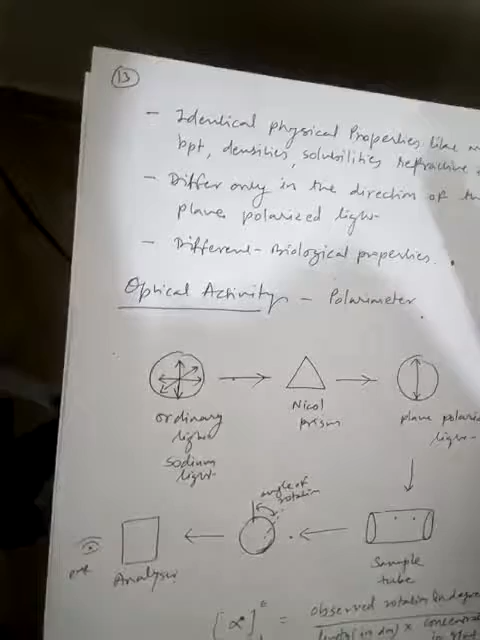 13
- Identical physical Properties like
bpt, densities, solubilities refractive
- Differ only in the direction of
plane polarized light.
- Different Biological properties.
Optical Activity - Polarimeter
ordinary
light
sodium
light
Nicol
prism
plane
light
angle of
rotation
Sample
tube
Analyser
eye
[α] =
observed rotation in